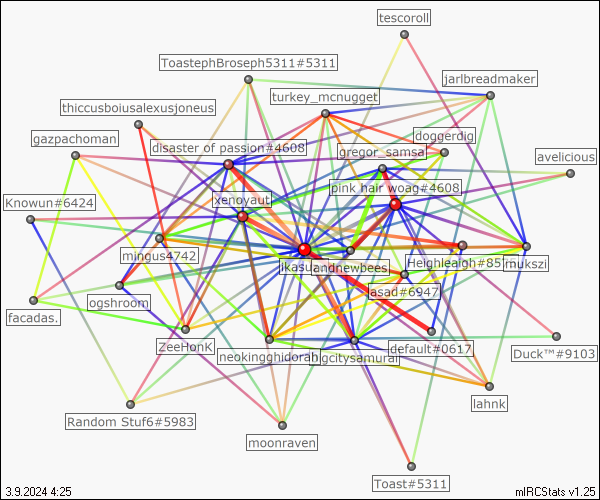 tescoroll
ToastephBroseph5311#5311
jarlbreadmaker
turkey_mcnugget
thiccusboiusalexusjoneus
doggerdig
gazpachoman
disaster of passion#4608
gregor_samsa
avelicious
pink hair woag#4608
Knowun#6424
xenoyaut
mingus4742
ikasu
andnewbees
Heighleaigh#85
mukszi
jasad#6947
ogshroom
facadas.
ZeeHonK
neokingghidorah
gcitysamurai
default#0617
Duck™#9103
lahnk
Random Stuf6#5983
moonraven
Toast#5311
3.9.2024 4:25
mIRCStats v1.25